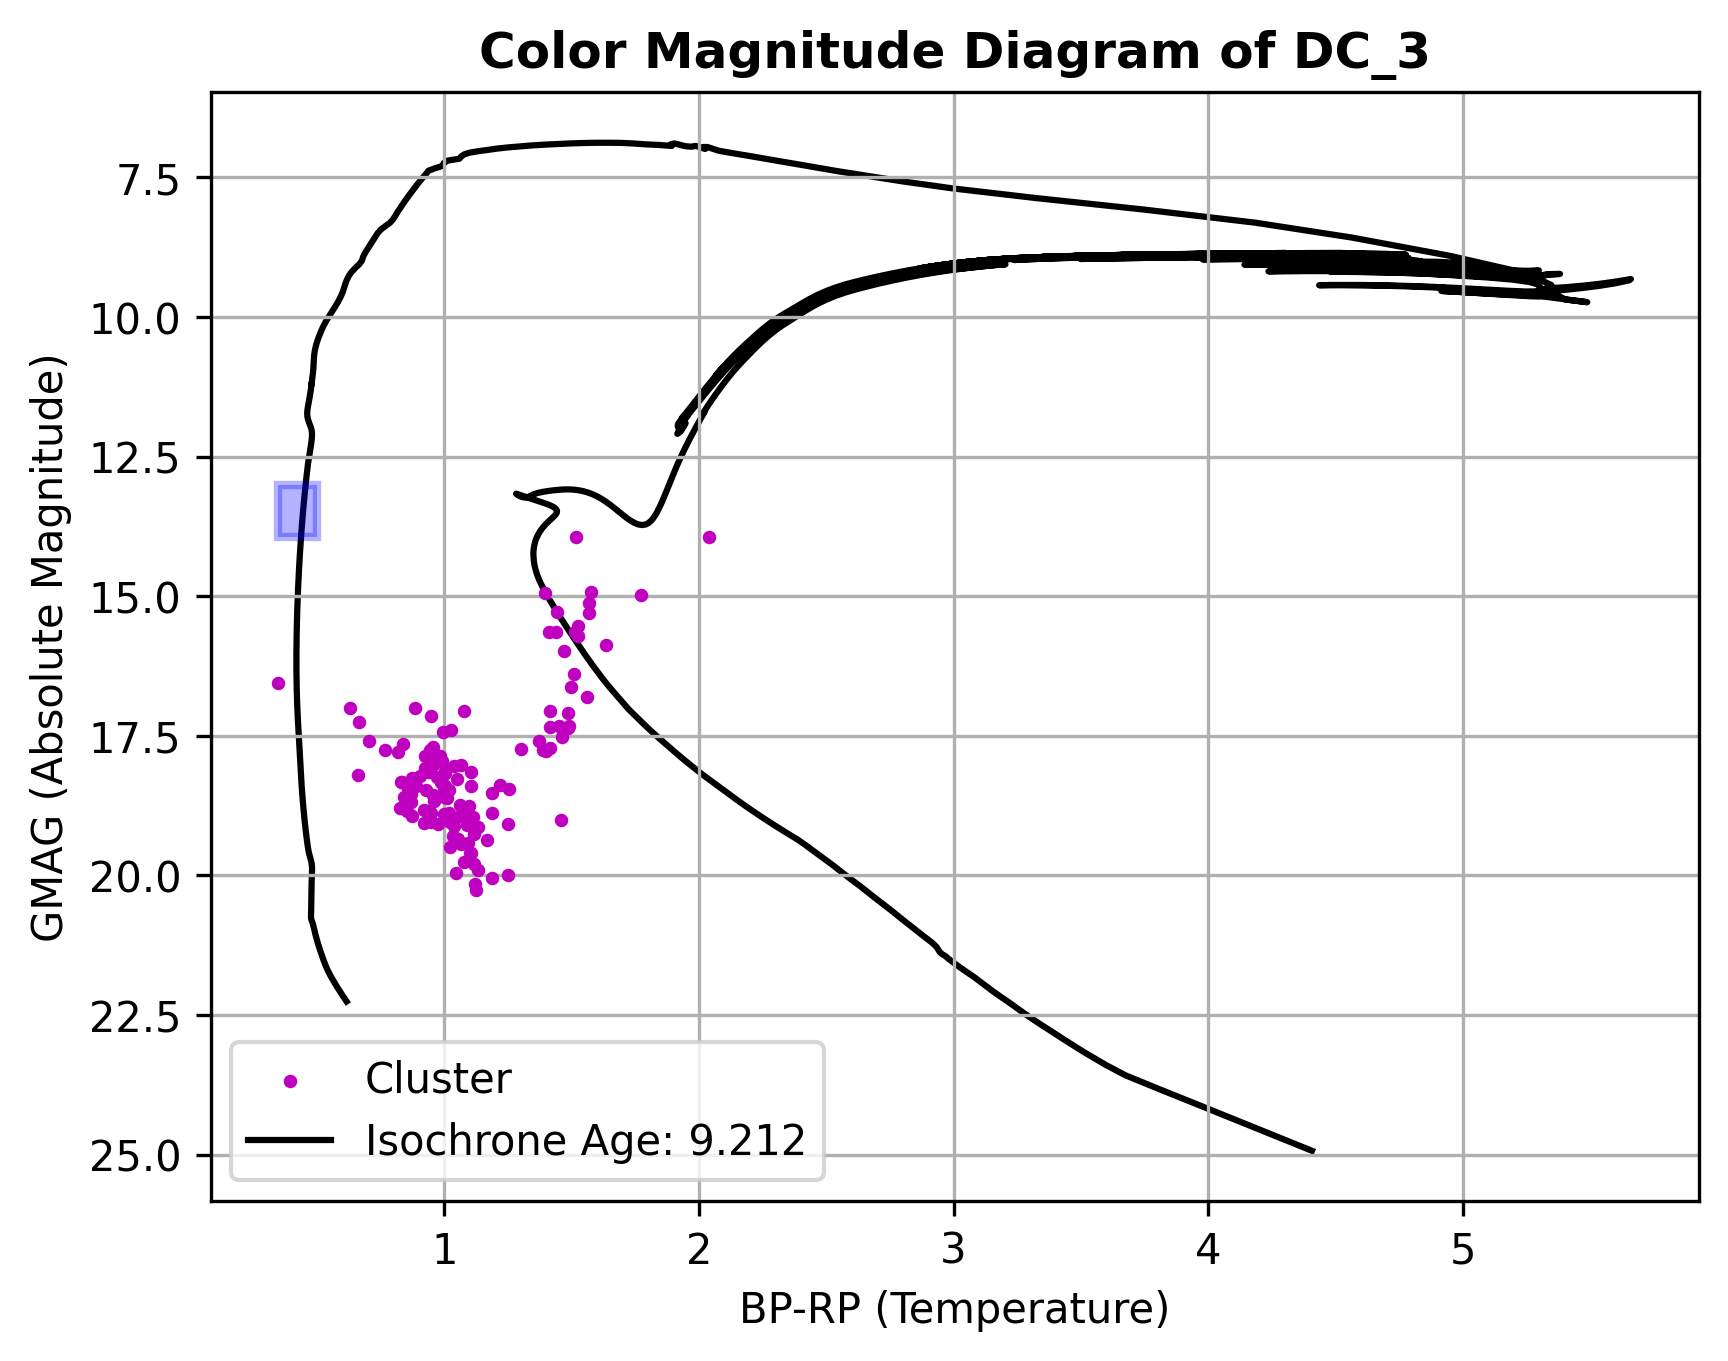 Color Magnitude Diagram of DC_3
GMAG (Absolute Magnitude)
7.5
10.0
12.5
15.0
17.5
20.0
22.5
25.0
Cluster
Isochrone Age: 9.212
1 2 3 4 5
BP-RP (Temperature)